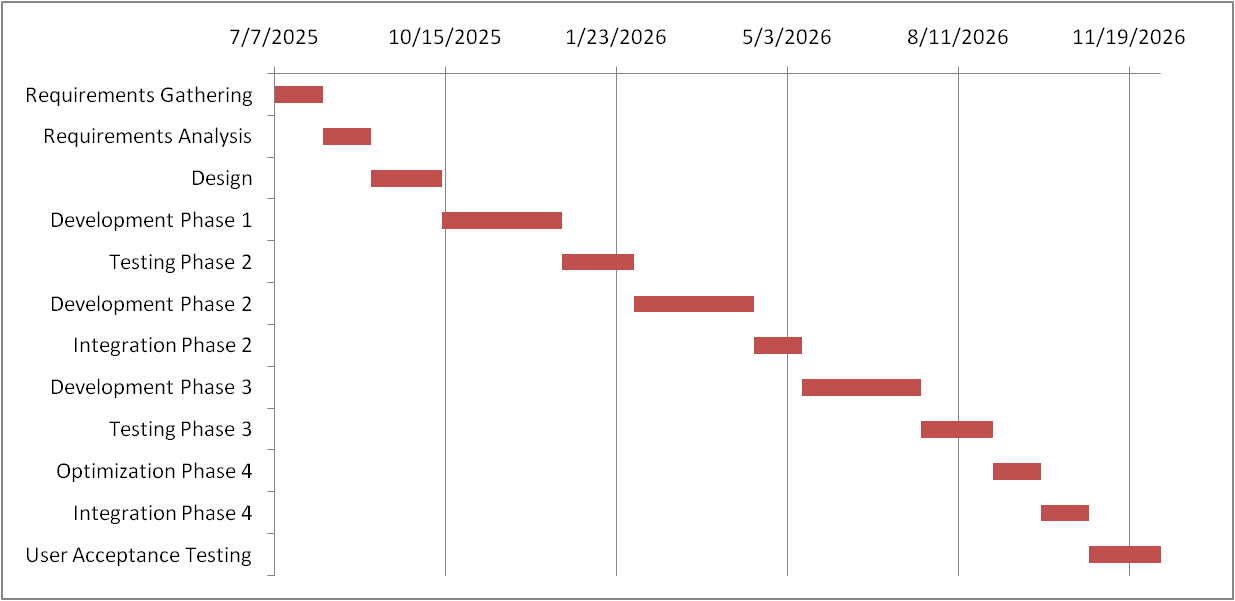 7/7/2025 10/15/2025 1/23/2026 5/3/2026 8/11/2026 11/19/2026
Requirements Gathering
Requirements Analysis
Design
Development Phase 1
Testing Phase 2
Development Phase 2
Integration Phase 2
Development Phase 3
Testing Phase 3
Optimization Phase 4
Integration Phase 4
User Acceptance Testing